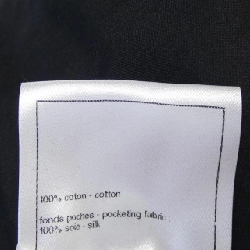 100% coton - cotton
fonds poches - pocketing fabric :
100% soie - silk